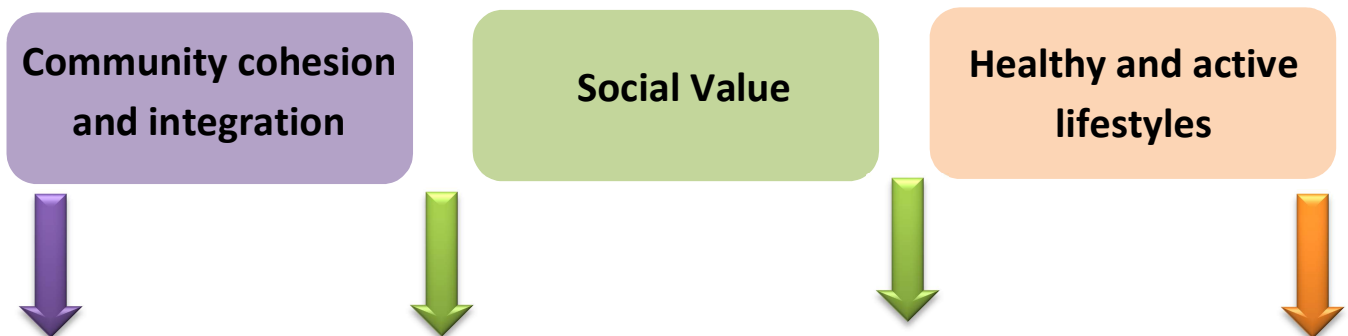 Community cohesion
and integration
Social Value
Healthy and active
lifestyles